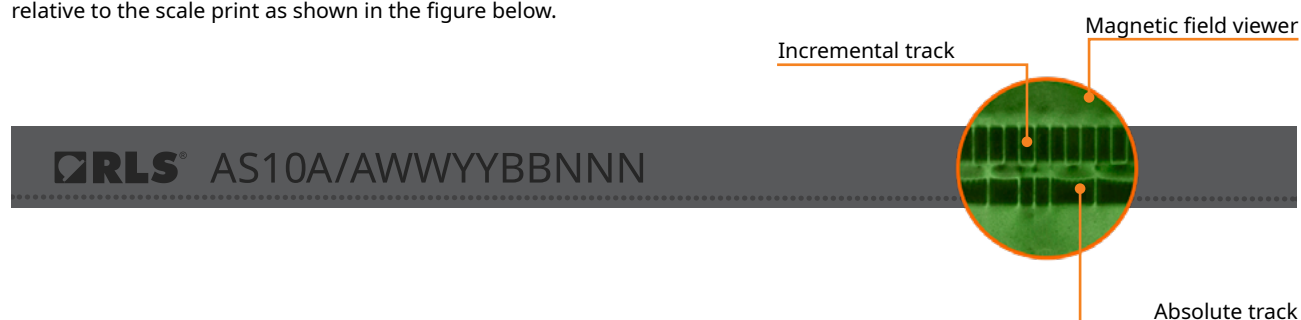 relative to the scale print as shown in the figure below.
Magnetic field viewer
Incremental track
RLS® AS10A/AWWYYBBNNN
Absolute track